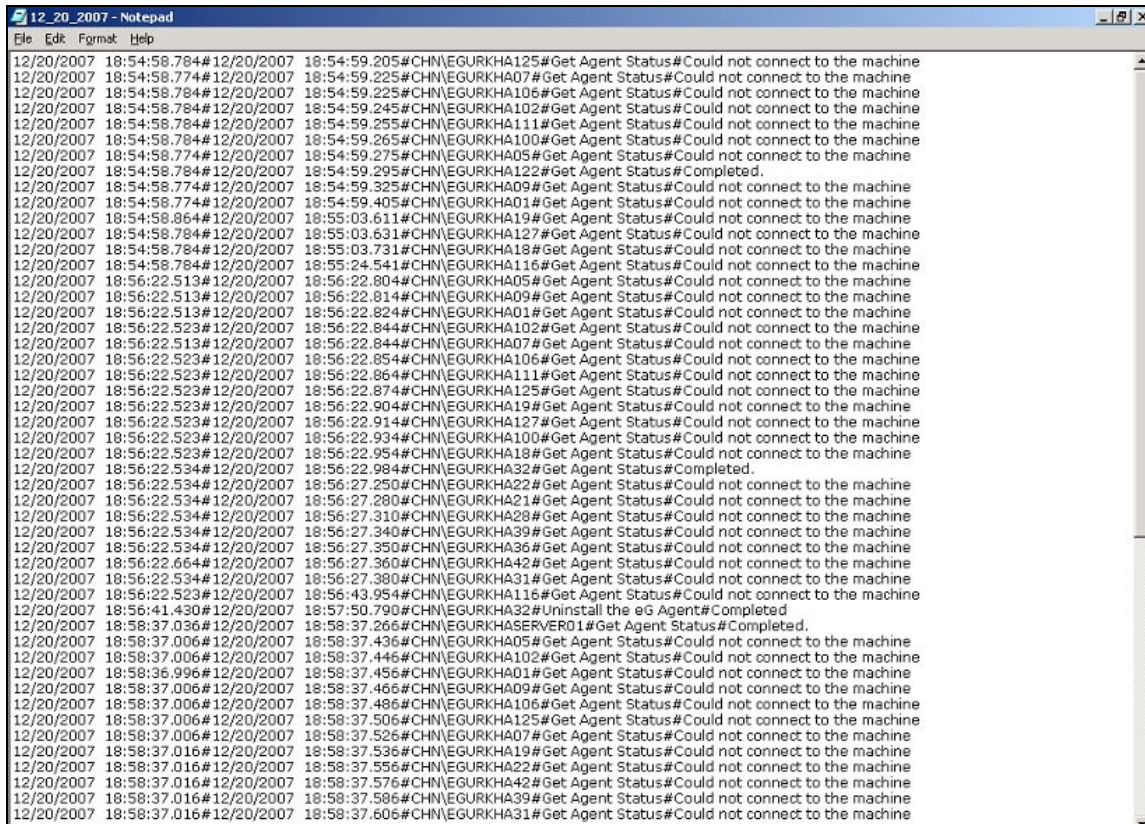 12_20_2007 - Notepad
File Edit Format Help
12/20/2007 18:54:58.784#12/20/2007 18:54:59.205#CHN\EGURKHA125#Get Agent Status#Could not connect to the machine
12/20/2007 18:54:58.774#12/20/2007 18:54:59.225#CHN\EGURKHA07#Get Agent Status#Could not connect to the machine
12/20/2007 18:54:58.784#12/20/2007 18:54:59.225#CHN\EGURKHA106#Get Agent Status#Could not connect to the machine
12/20/2007 18:54:58.784#12/20/2007 18:54:59.245#CHN\EGURKHA102#Get Agent Status#Could not connect to the machine
12/20/2007 18:54:58.784#12/20/2007 18:54:59.255#CHN\EGURKHA111#Get Agent Status#Could not connect to the machine
12/20/2007 18:54:58.784#12/20/2007 18:54:59.265#CHN\EGURKHA100#Get Agent Status#Could not connect to the machine
12/20/2007 18:54:58.774#12/20/2007 18:54:59.275#CHN\EGURKHA05#Get Agent Status#Could not connect to the machine
12/20/2007 18:54:58.784#12/20/2007 18:54:59.295#CHN\EGURKHA122#Get Agent Status#Completed.
12/20/2007 18:54:58.774#12/20/2007 18:54:59.325#CHN\EGURKHA09#Get Agent Status#Could not connect to the machine
12/20/2007 18:54:58.774#12/20/2007 18:54:59.405#CHN\EGURKHA01#Get Agent Status#Could not connect to the machine
12/20/2007 18:54:58.864#12/20/2007 18:55:03.611#CHN\EGURKHA19#Get Agent Status#Could not connect to the machine
12/20/2007 18:54:58.784#12/20/2007 18:55:03.631#CHN\EGURKHA127#Get Agent Status#Could not connect to the machine
12/20/2007 18:54:58.784#12/20/2007 18:55:03.731#CHN\EGURKHA18#Get Agent Status#Could not connect to the machine
12/20/2007 18:54:58.784#12/20/2007 18:55:24.541#CHN\EGURKHA116#Get Agent Status#Could not connect to the machine
12/20/2007 18:56:22.513#12/20/2007 18:56:22.804#CHN\EGURKHA05#Get Agent Status#Could not connect to the machine
12/20/2007 18:56:22.513#12/20/2007 18:56:22.814#CHN\EGURKHA09#Get Agent Status#Could not connect to the machine
12/20/2007 18:56:22.513#12/20/2007 18:56:22.824#CHN\EGURKHA01#Get Agent Status#Could not connect to the machine
12/20/2007 18:56:22.523#12/20/2007 18:56:22.844#CHN\EGURKHA102#Get Agent Status#Could not connect to the machine
12/20/2007 18:56:22.513#12/20/2007 18:56:22.844#CHN\EGURKHA07#Get Agent Status#Could not connect to the machine
12/20/2007 18:56:22.523#12/20/2007 18:56:22.854#CHN\EGURKHA106#Get Agent Status#Could not connect to the machine
12/20/2007 18:56:22.523#12/20/2007 18:56:22.864#CHN\EGURKHA111#Get Agent Status#Could not connect to the machine
12/20/2007 18:56:22.523#12/20/2007 18:56:22.874#CHN\EGURKHA125#Get Agent Status#Could not connect to the machine
12/20/2007 18:56:22.523#12/20/2007 18:56:22.904#CHN\EGURKHA19#Get Agent Status#Could not connect to the machine
12/20/2007 18:56:22.523#12/20/2007 18:56:22.914#CHN\EGURKHA127#Get Agent Status#Could not connect to the machine
12/20/2007 18:56:22.523#12/20/2007 18:56:22.934#CHN\EGURKHA100#Get Agent Status#Could not connect to the machine
12/20/2007 18:56:22.523#12/20/2007 18:56:22.954#CHN\EGURKHA18#Get Agent Status#Could not connect to the machine
12/20/2007 18:56:22.534#12/20/2007 18:56:22.984#CHN\EGURKHA32#Get Agent Status#Completed.
12/20/2007 18:56:22.534#12/20/2007 18:56:27.250#CHN\EGURKHA22#Get Agent Status#Could not connect to the machine
12/20/2007 18:56:22.534#12/20/2007 18:56:27.280#CHN\EGURKHA21#Get Agent Status#Could not connect to the machine
12/20/2007 18:56:22.534#12/20/2007 18:56:27.310#CHN\EGURKHA28#Get Agent Status#Could not connect to the machine
12/20/2007 18:56:22.534#12/20/2007 18:56:27.340#CHN\EGURKHA39#Get Agent Status#Could not connect to the machine
12/20/2007 18:56:22.534#12/20/2007 18:56:27.350#CHN\EGURKHA36#Get Agent Status#Could not connect to the machine
12/20/2007 18:56:22.664#12/20/2007 18:56:27.360#CHN\EGURKHA42#Get Agent Status#Could not connect to the machine
12/20/2007 18:56:22.534#12/20/2007 18:56:27.380#CHN\EGURKHA31#Get Agent Status#Could not connect to the machine
12/20/2007 18:56:22.523#12/20/2007 18:56:43.954#CHN\EGURKHA116#Get Agent Status#Could not connect to the machine
12/20/2007 18:56:41.430#12/20/2007 18:57:50.790#CHN\EGURKHA32#Uninstall the eG Agent#Completed
12/20/2007 18:58:37.036#12/20/2007 18:58:37.266#CHN\EGURKHASERVER01#Get Agent Status#Completed.
12/20/2007 18:58:37.006#12/20/2007 18:58:37.436#CHN\EGURKHA05#Get Agent Status#Could not connect to the machine
12/20/2007 18:58:37.006#12/20/2007 18:58:37.446#CHN\EGURKHA102#Get Agent Status#Could not connect to the machine
12/20/2007 18:58:36.996#12/20/2007 18:58:37.456#CHN\EGURKHA01#Get Agent Status#Could not connect to the machine
12/20/2007 18:58:37.006#12/20/2007 18:58:37.466#CHN\EGURKHA09#Get Agent Status#Could not connect to the machine
12/20/2007 18:58:37.006#12/20/2007 18:58:37.486#CHN\EGURKHA106#Get Agent Status#Could not connect to the machine
12/20/2007 18:58:37.006#12/20/2007 18:58:37.506#CHN\EGURKHA125#Get Agent Status#Could not connect to the machine
12/20/2007 18:58:37.006#12/20/2007 18:58:37.526#CHN\EGURKHA07#Get Agent Status#Could not connect to the machine
12/20/2007 18:58:37.016#12/20/2007 18:58:37.536#CHN\EGURKHA19#Get Agent Status#Could not connect to the machine
12/20/2007 18:58:37.016#12/20/2007 18:58:37.556#CHN\EGURKHA22#Get Agent Status#Could not connect to the machine
12/20/2007 18:58:37.016#12/20/2007 18:58:37.576#CHN\EGURKHA42#Get Agent Status#Could not connect to the machine
12/20/2007 18:58:37.016#12/20/2007 18:58:37.586#CHN\EGURKHA39#Get Agent Status#Could not connect to the machine
12/20/2007 18:58:37.016#12/20/2007 18:58:37.606#CHN\EGURKHA31#Get Agent Status#Could not connect to the machine